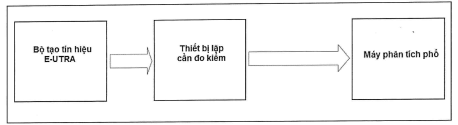 Bộ tạo tín hiệu
E-UTRA
Thiết bị lặp
cần đo kiểm
Máy phân tích phổ